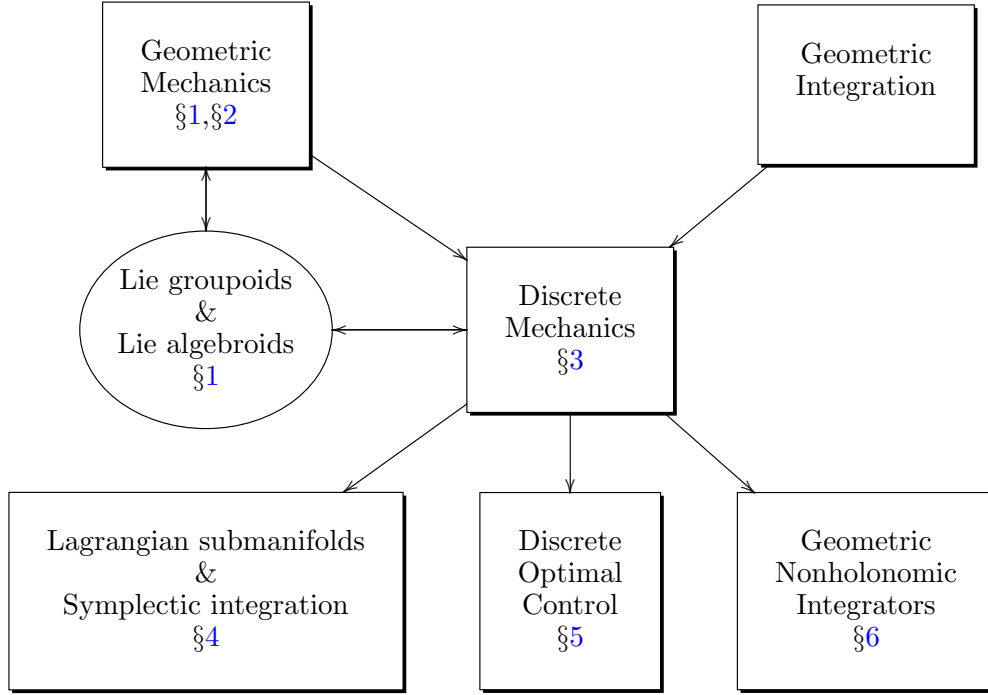 Geometric
Mechanics
§1,§2
Geometric
Integration
Lie groupoids
&
Lie algebroids
§1
Discrete
Mechanics
§3
Lagrangian submanifolds
&
Symplectic integration
§4
Discrete
Optimal
Control
§5
Geometric
Nonholonomic
Integrators
§6